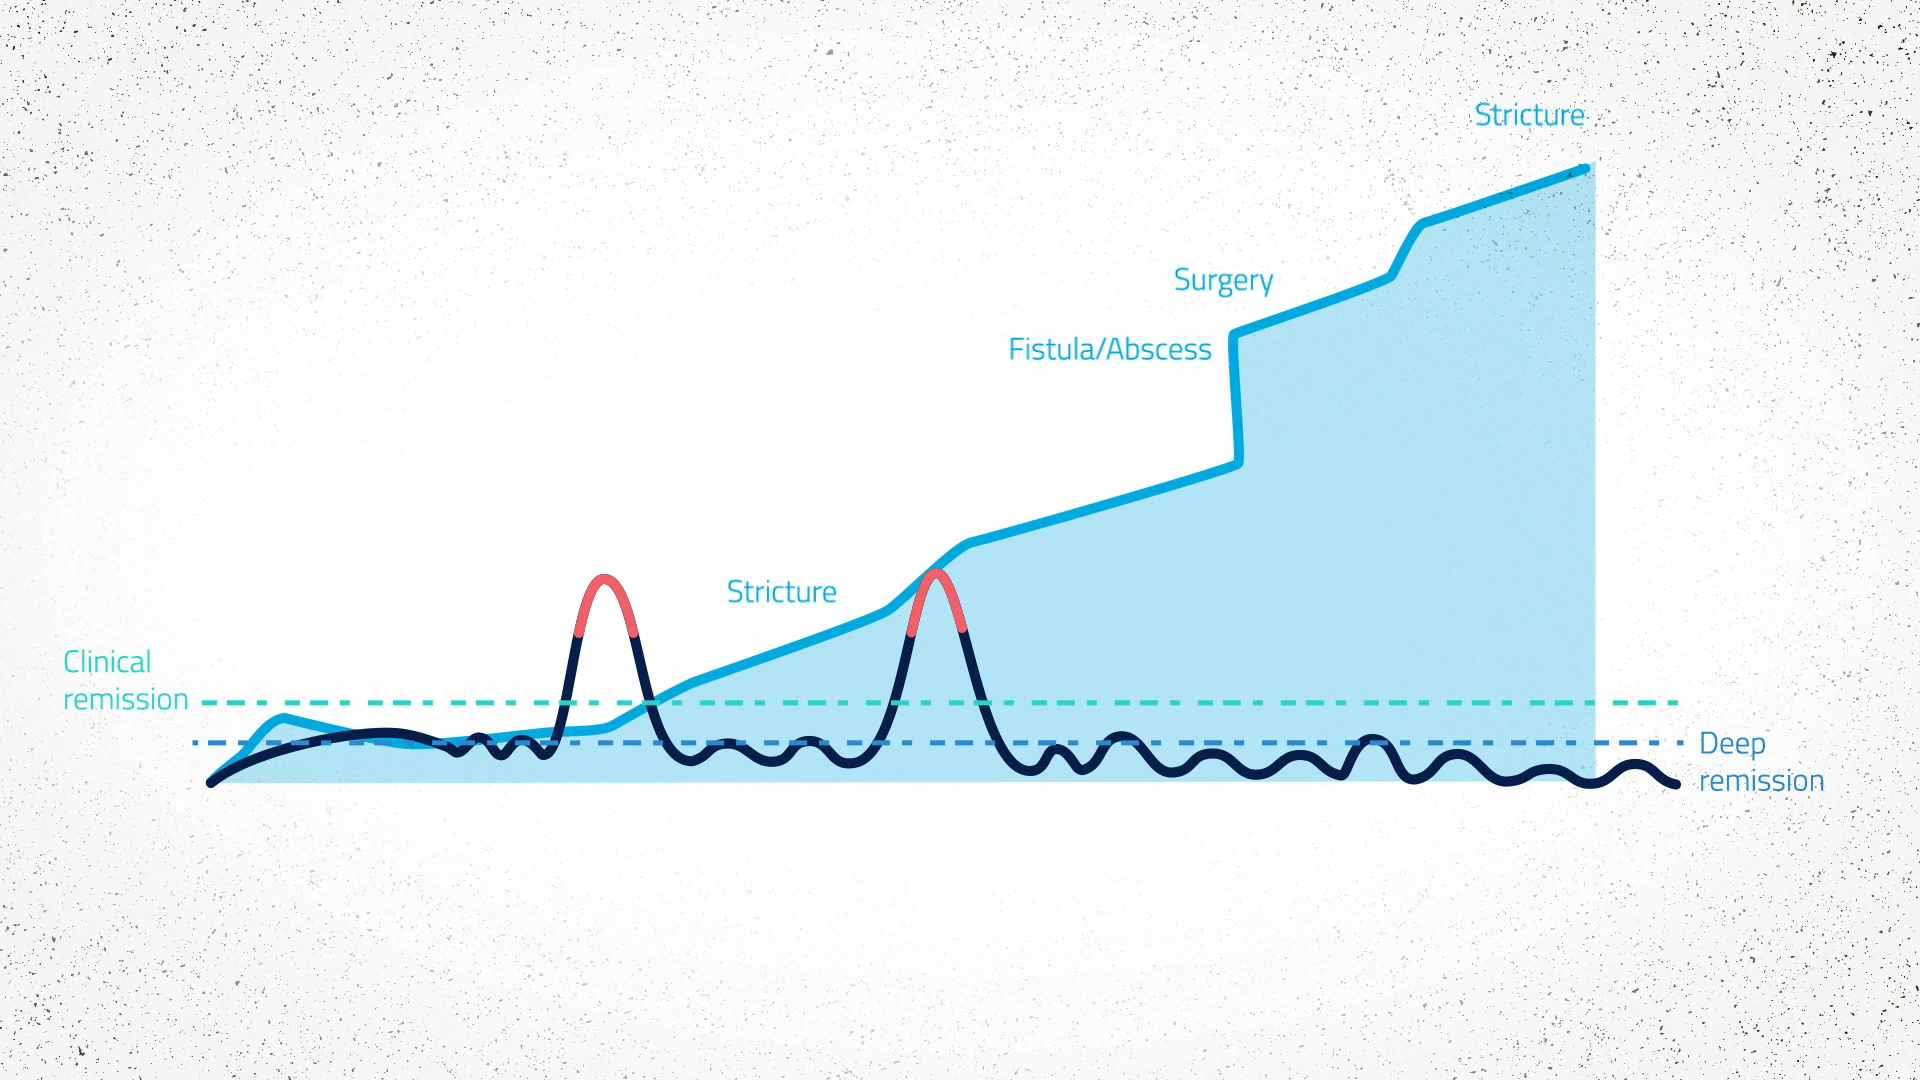 Stricture
Surgery
Fistula/Abscess
Stricture
Clinical
remission
Deep
remission